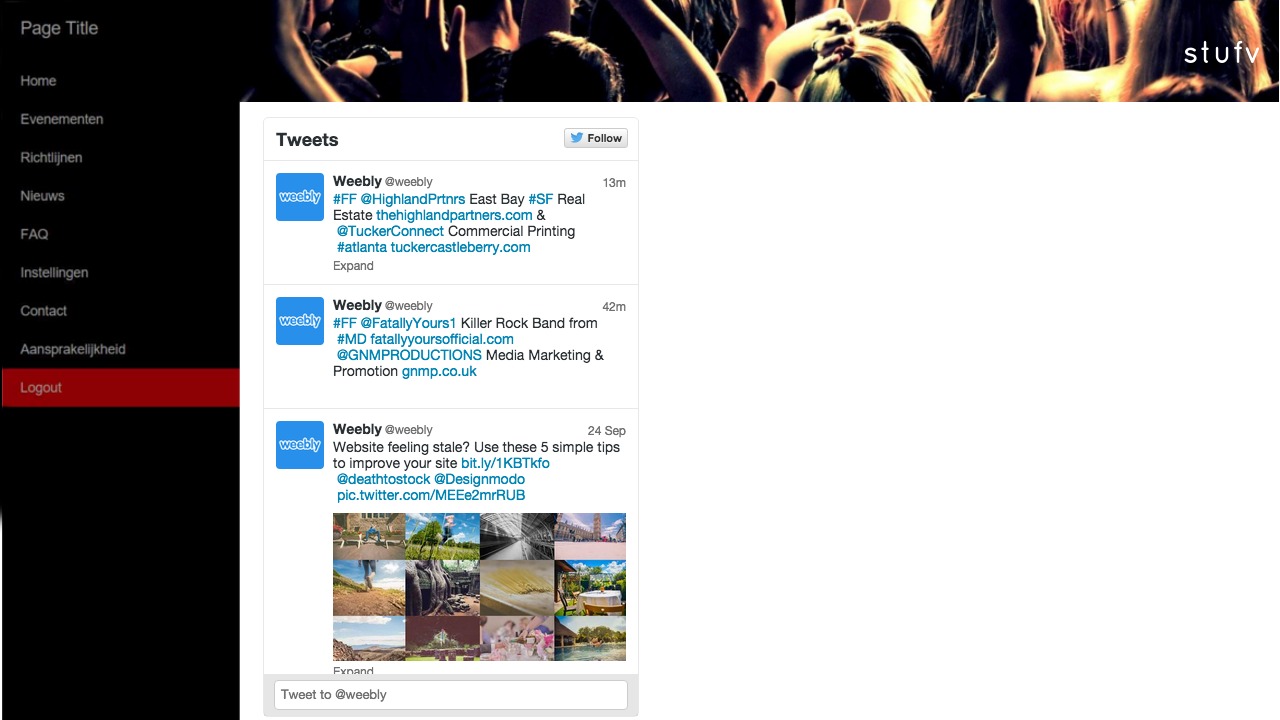 Page Title
stufv
Home
Evenementen
Richtlijnen
Nieuws
FAQ
Instellingen
Contact
Aansprakelijkheid
Logout
Tweets
Follow
weebly
Weebly @weebly 13m
#FF @HighlandPrtnrs East Bay #SF Real
Estate thehighlandpartners.com &
@TuckerConnect Commercial Printing
#atlanta tuckercastleberry.com
Expand
weebly
Weebly @weebly 42m
#FF @FatallyYours1 Killer Rock Band from
#MD fatallyyoursofficial.com
@GNMPRODUCTIONS Media Marketing &
Promotion gnmp.co.uk
weebly
Weebly @weebly 24 Sep
Website feeling stale? Use these 5 simple tips
to improve your site bit.ly/1KBTkfo
@deathtostock @Designmodo
pic.twitter.com/MEEe2mrRUB
Expand
Tweet to @weebly